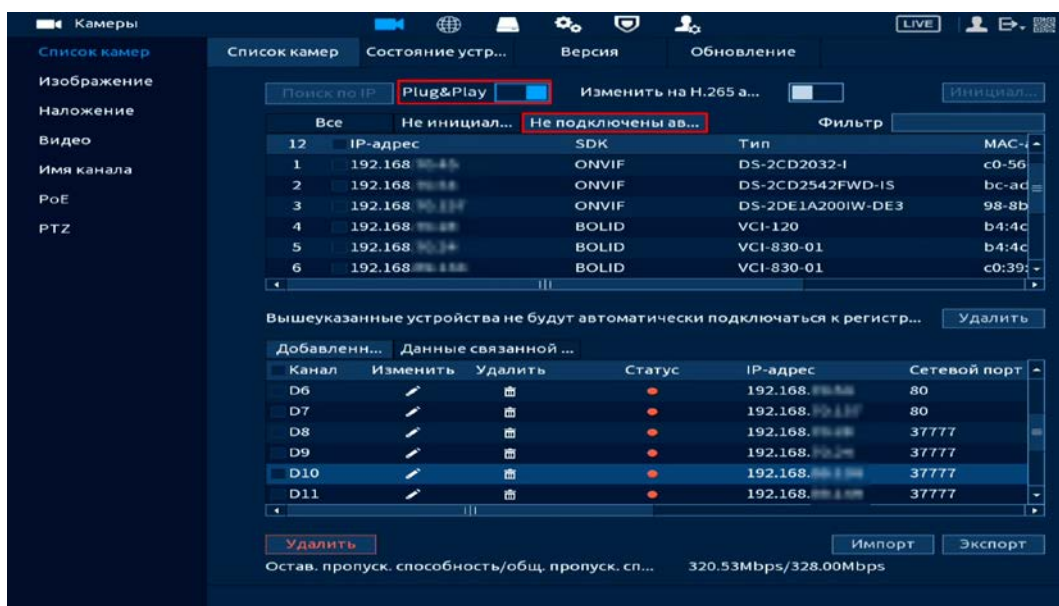 Камеры LIVE
Список камер
Изображение
Наложение
Видео
Имя канала
PoE
PTZ
Список камер Состояние устр... Версия Обновление
Поиск по IP Plug&Play Изменить на H.265 а... Инициал...
Все Не инициал... Не подключены ав... Фильтр
12 IP-адрес SDK Тип MAC-
1 192.168 ONVIF DS-2CD2032-I c0-56
2 192.168 ONVIF DS-2CD2542FWD-IS bc-ad
3 192.168 ONVIF DS-2DE1A200IW-DE3 98-8b
4 192.168 BOLID VCI-120 b4:4c
5 192.168 BOLID VCI-830-01 b4:4c
6 192.168 BOLID VCI-830-01 c0:39:
Вышеуказанные устройства не будут автоматически подключаться к регистр... Удалить
Добавленн... Данные связанной ...
Канал Изменить Удалить Статус IP-адрес Сетевой порт
D6 192.168. 80
D7 192.168. 80
D8 192.168. 37777
D9 192.168. 37777
D10 192.168. 37777
D11 192.168. 37777
Удалить Импорт Экспорт
Остав. пропуск. способность/общ. пропуск. сп... 320.53Mbps/328.00Mbps